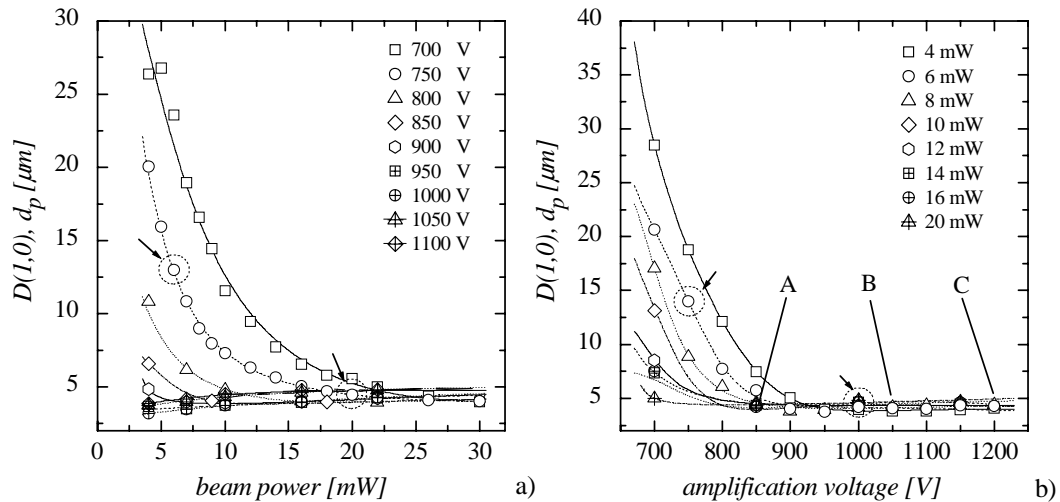 D(1,0), d_p [μm]
30
25
20
15
10
5
0
5
10
15
20
25
30
beam power [mW]
a)
700 V
750 V
800 V
850 V
900 V
950 V
1000 V
1050 V
1100 V
D(1,0), d_p [μm]
40
35
30
25
20
15
10
5
700
800
900
1000
1100
1200
amplification voltage [V]
b)
4 mW
6 mW
8 mW
10 mW
12 mW
14 mW
16 mW
20 mW
A
B
C